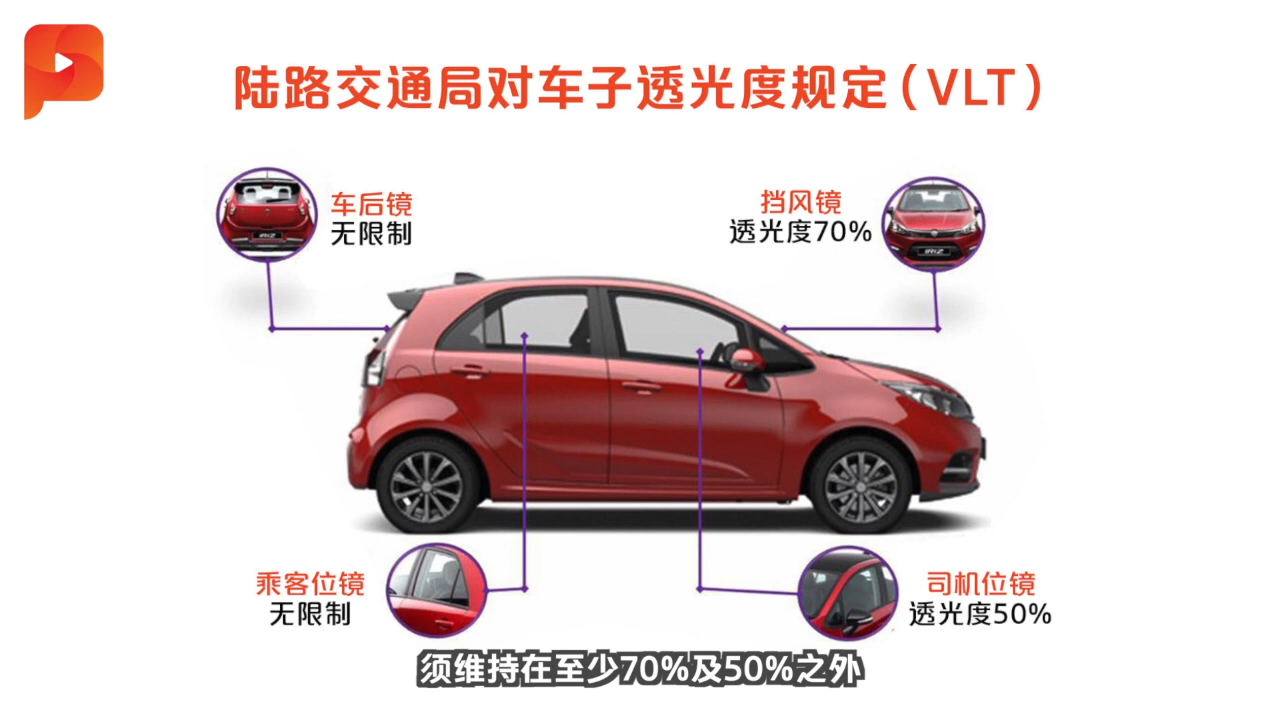 陆路交通局对车子透光度规定(VLT)
车后镜
无限制
挡风镜
透光度70%
乘客位镜
无限制
司机位镜
透光度50%
须维持在至少70%及50%之外